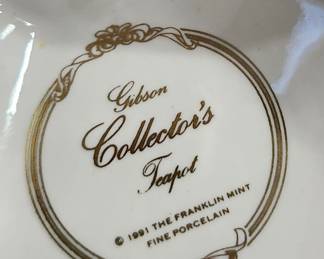 Gibson
Collector's
Teapot
© 1991 THE FRANKLIN MINT
FINE PORCELAIN